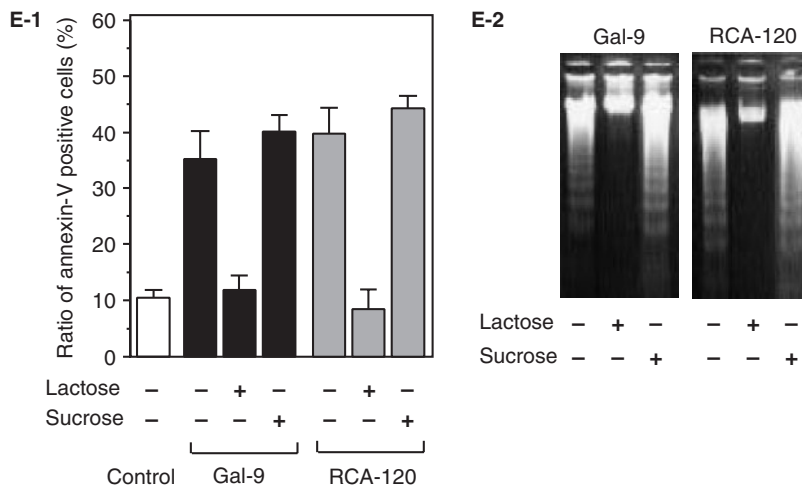 E-1
Ratio of annexin-V positive cells (%)
60
50
40
30
20
10
0
Lactose – – + – – + –
Sucrose – – – + – – +
Control Gal-9 RCA-120
E-2
Gal-9 RCA-120
Lactose – + – – + –
Sucrose – – + – – +